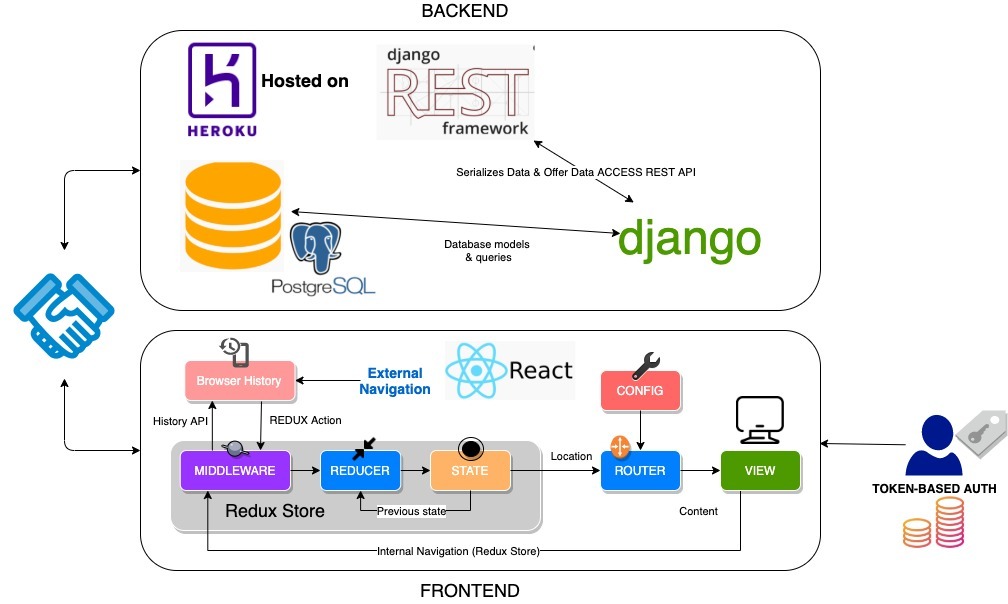 BACKEND
HEROKU
Hosted on
django
REST
framework
Serializes Data & Offer Data ACCESS REST API
django
Database models
& queries
PostgreSQL
React
External
Navigation
Browser History
CONFIG
History API
REDUX Action
MIDDLEWARE
REDUCER
STATE
Location
ROUTER
VIEW
Previous state
Redux Store
Content
Internal Navigation (Redux Store)
TOKEN-BASED AUTH
FRONTEND